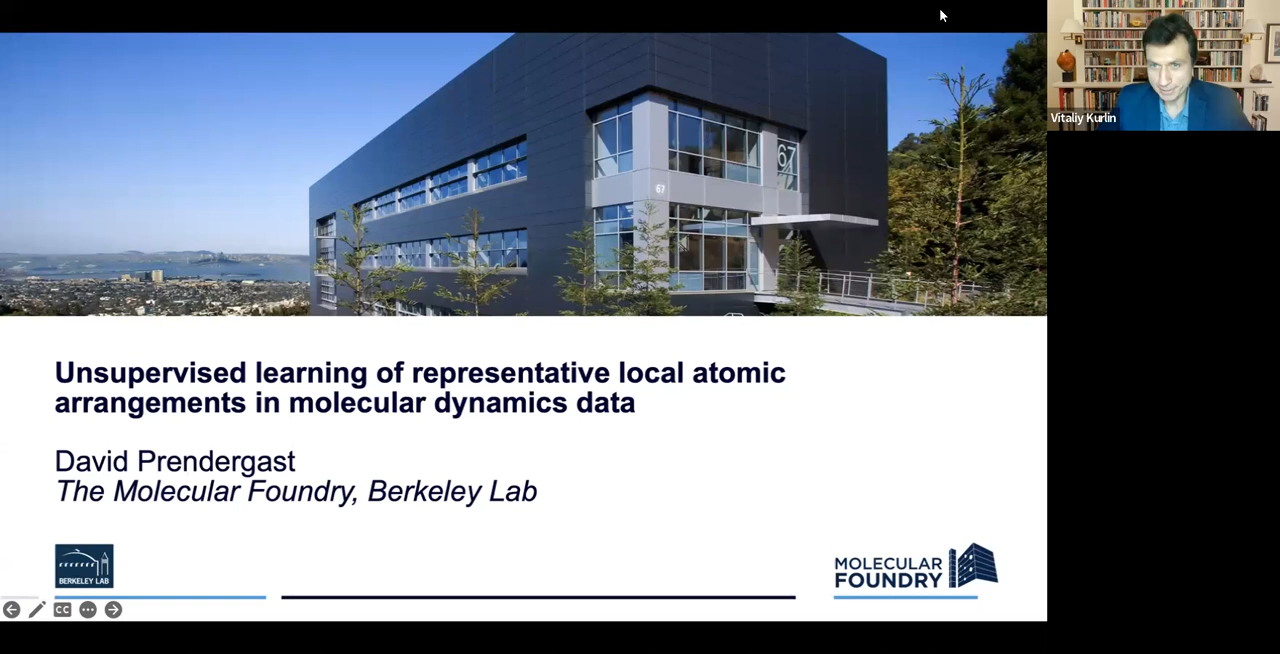 Vitaliy Kurlin
67
67
Unsupervised learning of representative local atomic
arrangements in molecular dynamics data
David Prendergast
The Molecular Foundry, Berkeley Lab
BERKELEY LAB
MOLECULAR
FOUNDRY
CC